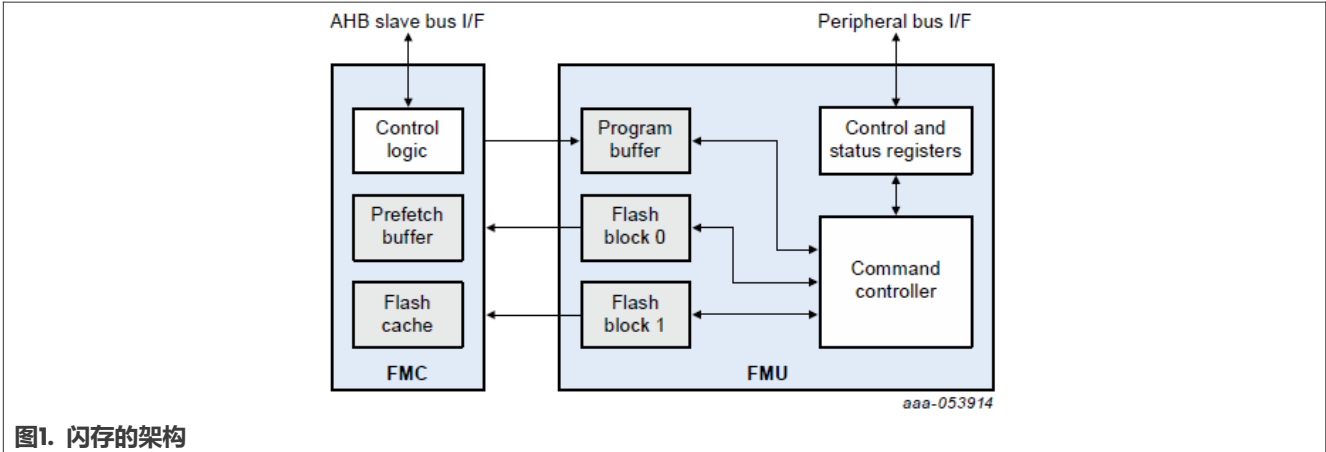 AHB slave bus I/F
Peripheral bus I/F
Control
logic
Program
buffer
Control and
status registers
Prefetch
buffer
Flash
block 0
Command
controller
Flash
cache
Flash
block 1
FMC
FMU
aaa-053914
图1. 闪存的架构